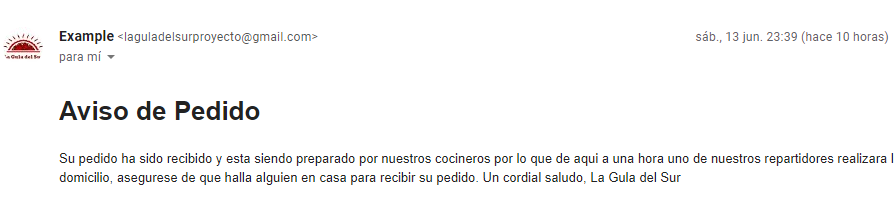 Example <laguladelsurproyecto@gmail.com>
sáb., 13 jun. 23:39 (hace 10 horas)
para mí
La Gula del Sur
Aviso de Pedido
Su pedido ha sido recibido y esta siendo preparado por nuestros cocineros por lo que de aqui a una hora uno de nuestros repartidores realizara l
domicilio, asegurese de que halla alguien en casa para recibir su pedido. Un cordial saludo, La Gula del Sur